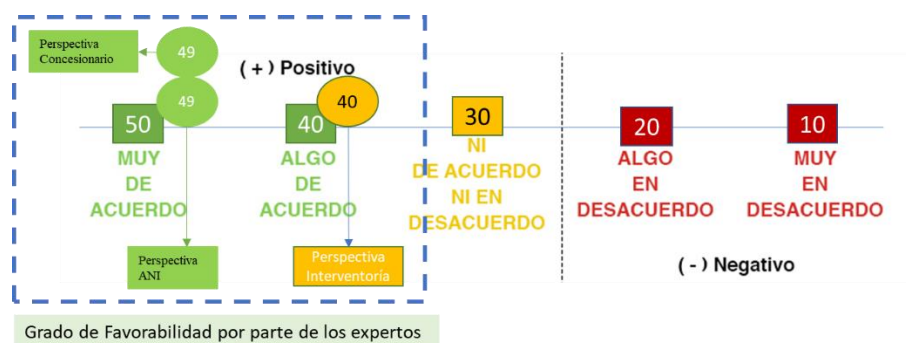 Perspectiva
Concesionario
49
( + ) Positivo
49
40
50
40
30
20
10
MUY
DE
ACUERDO
ALGO
DE
ACUERDO
NI
DE ACUERDO
NI EN
DESACUERDO
ALGO
EN
DESACUERDO
MUY
EN
DESACUERDO
Perspectiva
ANI
Perspectiva
Interventoría
( - ) Negativo
Grado de Favorabilidad por parte de los expertos